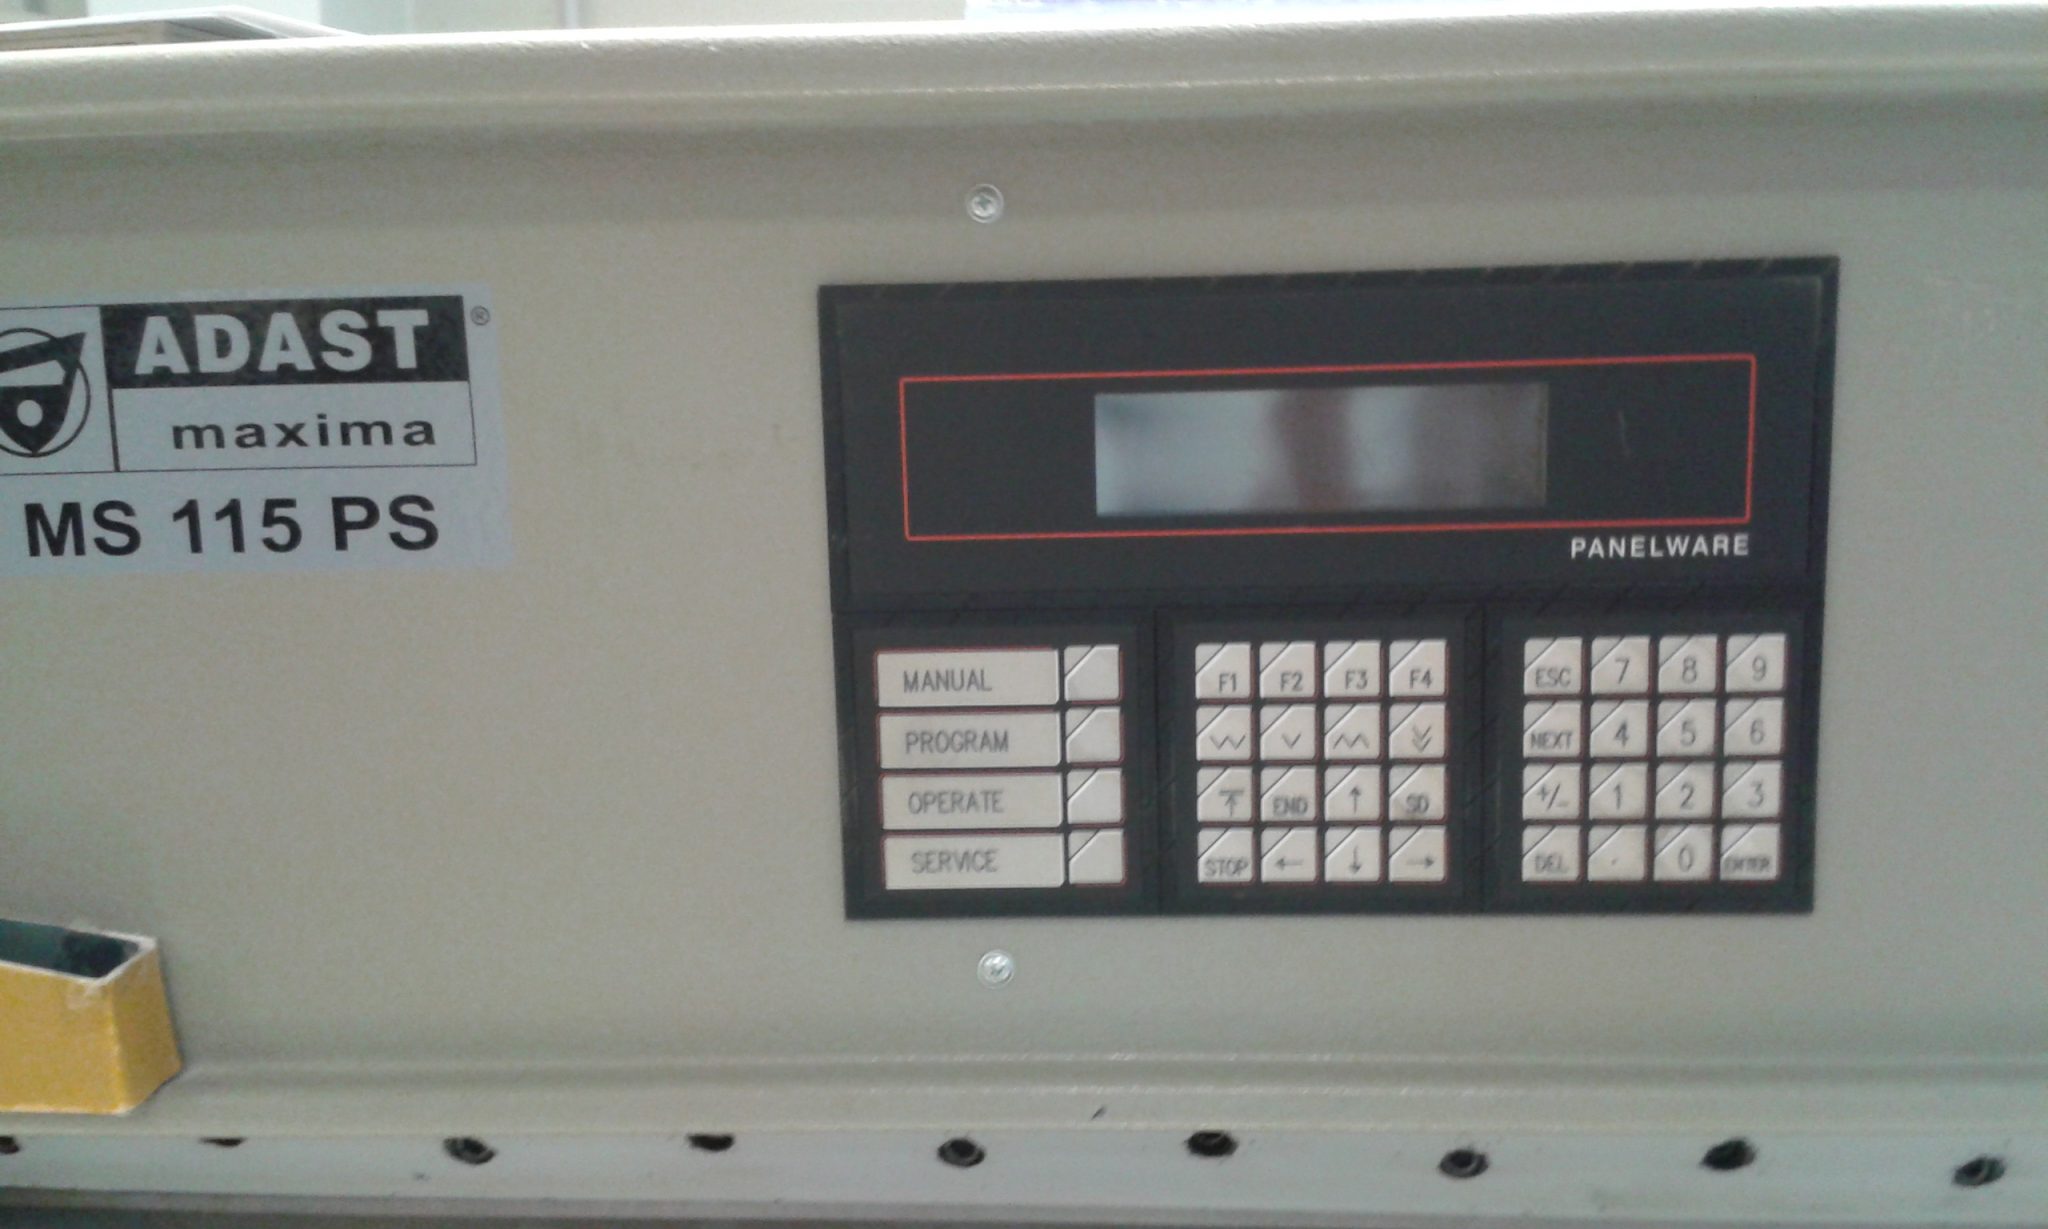 ADAST ®
maxima
MS 115 PS
PANELWARE
MANUAL
PROGRAM
OPERATE
SERVICE
F1 F2 F3 F4
END SD
STOP
ESC 7 8 9
NEXT 4 5 6
+/- 1 2 3
DEL . 0 ENTER